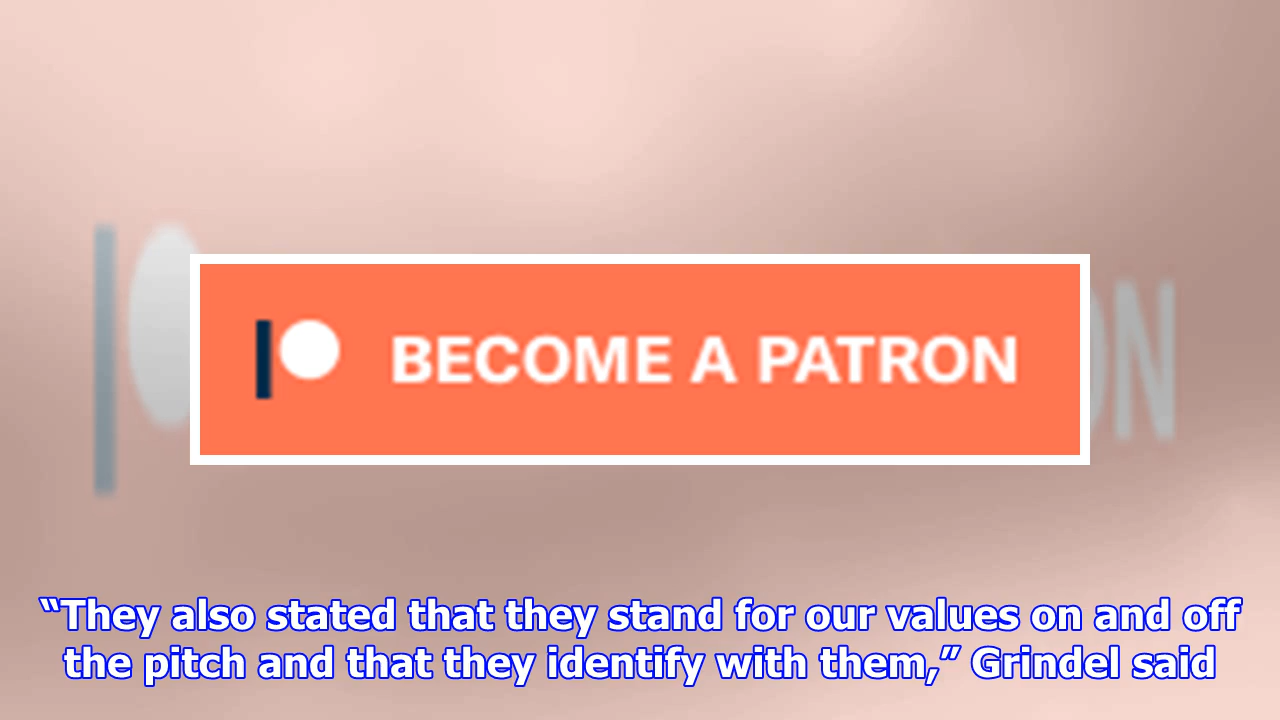 BECOME A PATRON
ON
“They also stated that they stand for our values on and off
the pitch and that they identify with them,” Grindel said